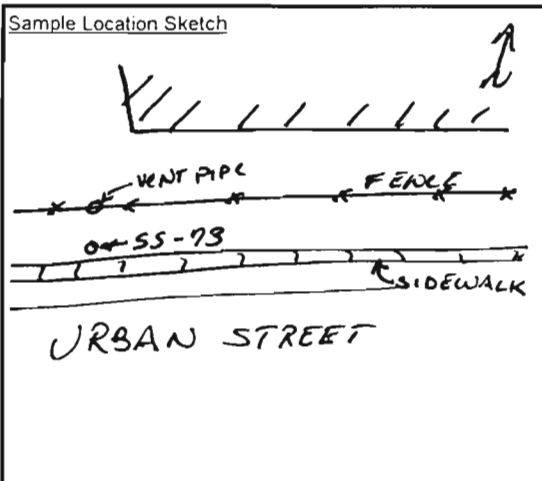 Sample Location Sketch
N
VENT PIPE
FENCE
SS-73
SIDEWALK
URBAN STREET